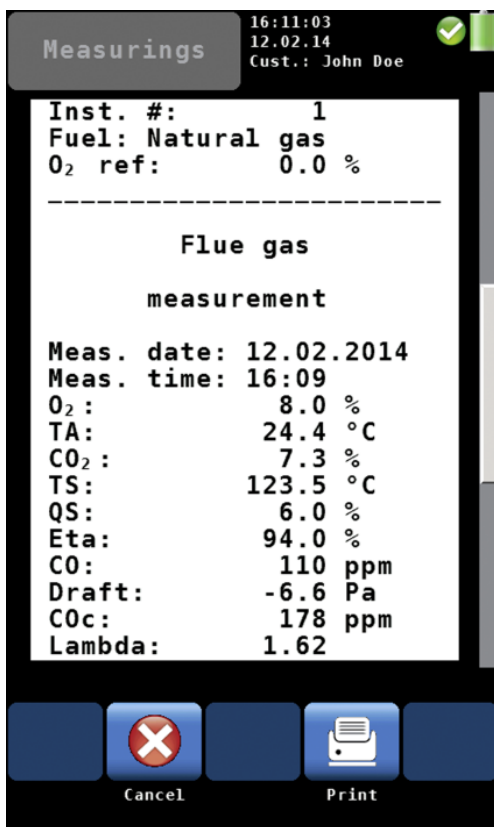 Measurings
16:11:03
12.02.14
Cust.: John Doe
Inst. #: 1
Fuel: Natural gas
O₂ ref: 0.0 %
Flue gas
measurement
Meas. date: 12.02.2014
Meas. time: 16:09
O₂: 8.0 %
TA: 24.4 °C
CO₂: 7.3 %
TS: 123.5 °C
QS: 6.0 %
Eta: 94.0 %
CO: 110 ppm
Draft: -6.6 Pa
COc: 178 ppm
Lambda: 1.62
Cancel
Print